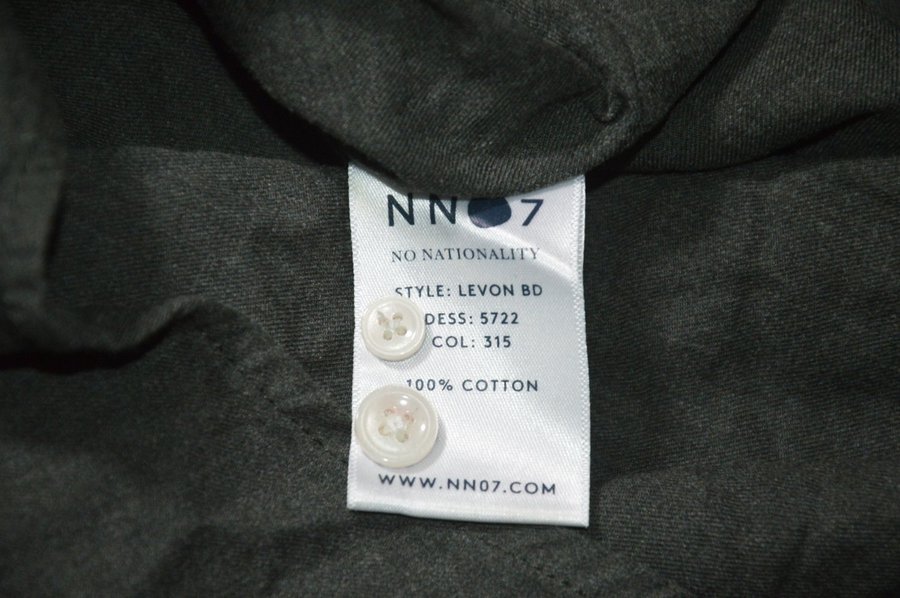 NN07
NO NATIONALITY
STYLE: LEVON BD
DESS: 5722
COL: 315
100% COTTON
WWW.NN07.COM